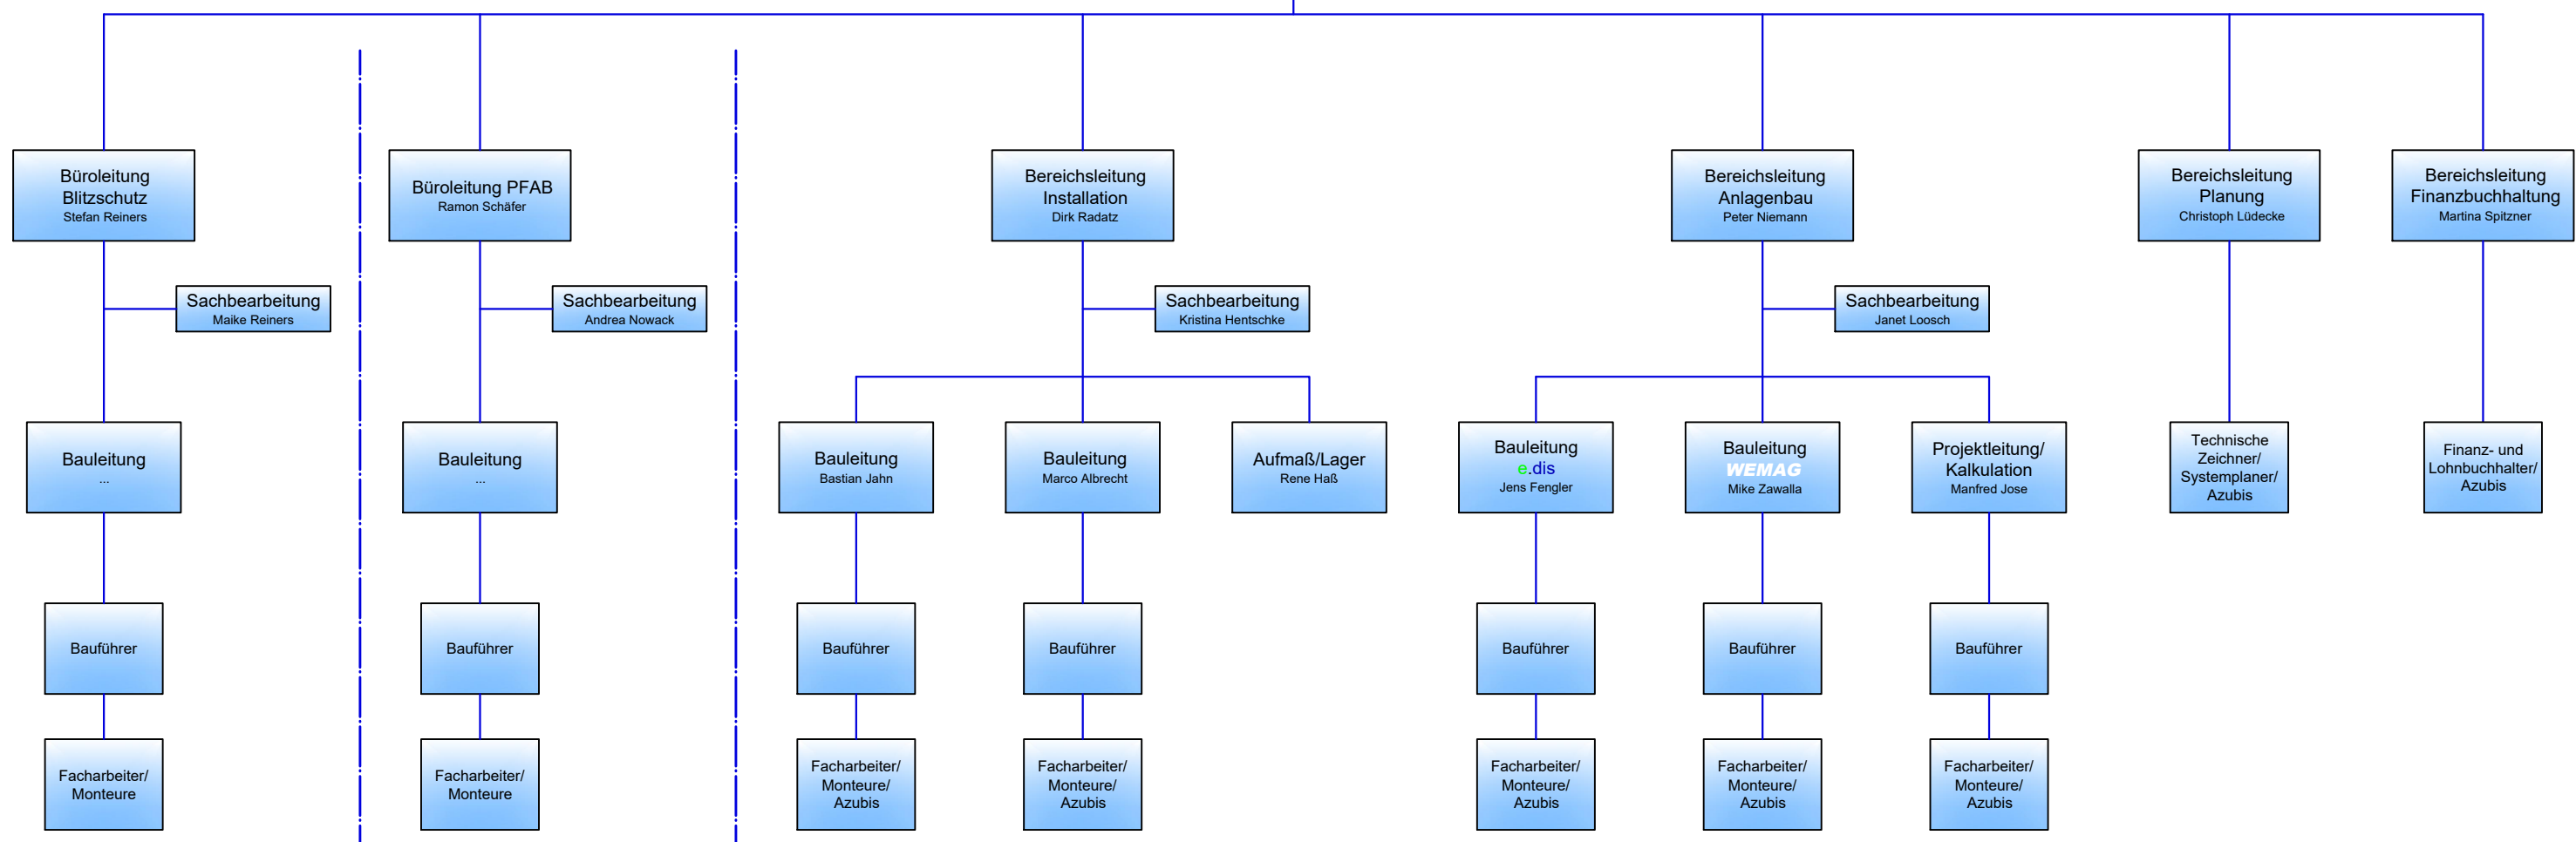 Büroleitung
Blitzschutz
Stefan Reiners
Büroleitung PFAB
Ramon Schäfer
Bereichsleitung
Installation
Dirk Radatz
Bereichsleitung
Anlagenbau
Peter Niemann
Bereichsleitung
Planung
Christoph Lüdecke
Bereichsleitung
Finanzbuchhaltung
Martina Spitzner
Sachbearbeitung
Maike Reiners
Sachbearbeitung
Andrea Nowack
Sachbearbeitung
Kristina Hentschke
Sachbearbeitung
Janet Loosch
Bauleitung
...
Bauleitung
...
Bauleitung
Bastian Jahn
Bauleitung
Marco Albrecht
Aufmaß/Lager
Rene Haß
Bauleitung
e.dis
Jens Fengler
Bauleitung
WEMAG
Mike Zawalla
Projektleitung/
Kalkulation
Manfred Jose
Technische
Zeichner/
Systemplaner/
Azubis
Finanz- und
Lohnbuchhalter/
Azubis
Bauführer
Bauführer
Bauführer
Bauführer
Bauführer
Bauführer
Bauführer
Facharbeiter/
Monteure
Facharbeiter/
Monteure
Facharbeiter/
Monteure/
Azubis
Facharbeiter/
Monteure/
Azubis
Facharbeiter/
Monteure/
Azubis
Facharbeiter/
Monteure/
Azubis
Facharbeiter/
Monteure/
Azubis